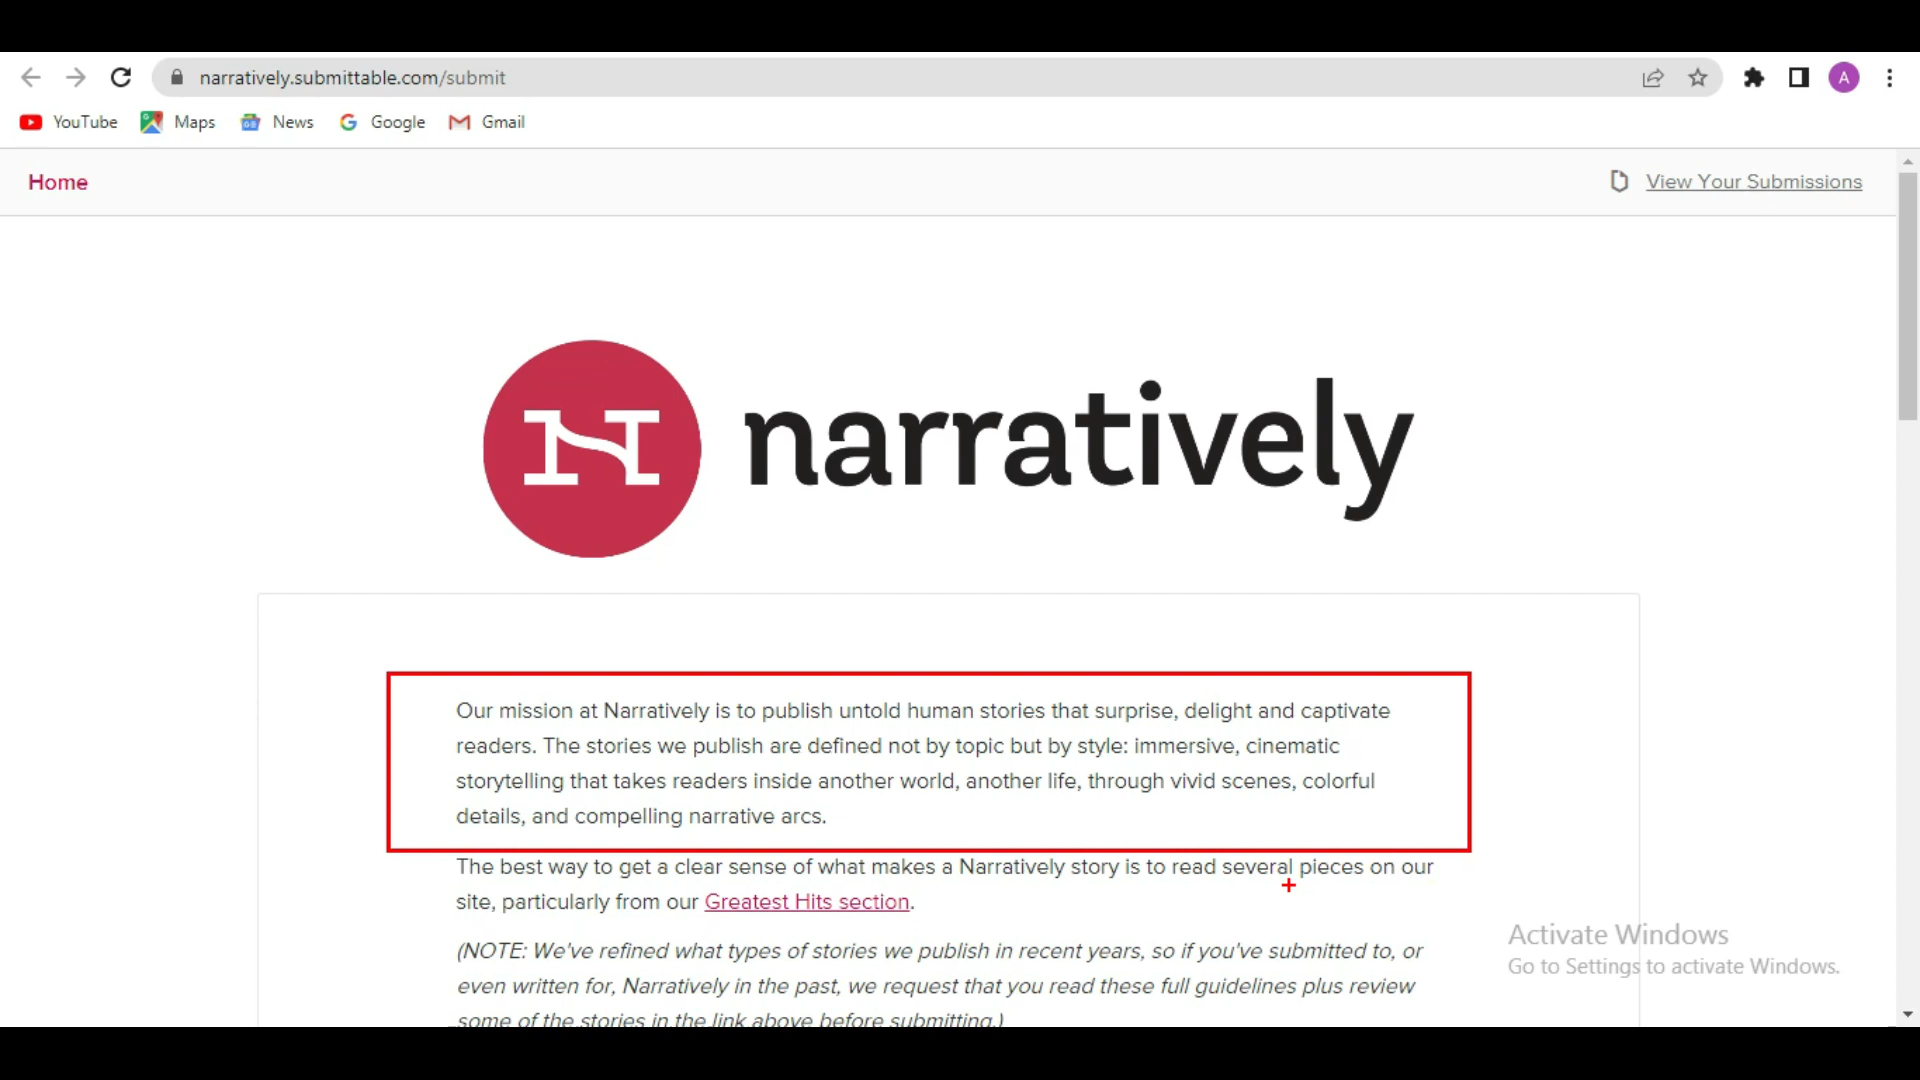 narratively.submittable.com/submit
A
YouTube Maps News Google Gmail
Home View Your Submissions
N narratively
Our mission at Narratively is to publish untold human stories that surprise, delight and captivate
readers. The stories we publish are defined not by topic but by style: immersive, cinematic
storytelling that takes readers inside another world, another life, through vivid scenes, colorful
details, and compelling narrative arcs.
The best way to get a clear sense of what makes a Narratively story is to read several pieces on our
site, particularly from our Greatest Hits section.
(NOTE: We've refined what types of stories we publish in recent years, so if you've submitted to, or
even written for, Narratively in the past, we request that you read these full guidelines plus review
some of the stories in the link above before submitting.)
Activate Windows
Go to Settings to activate Windows.